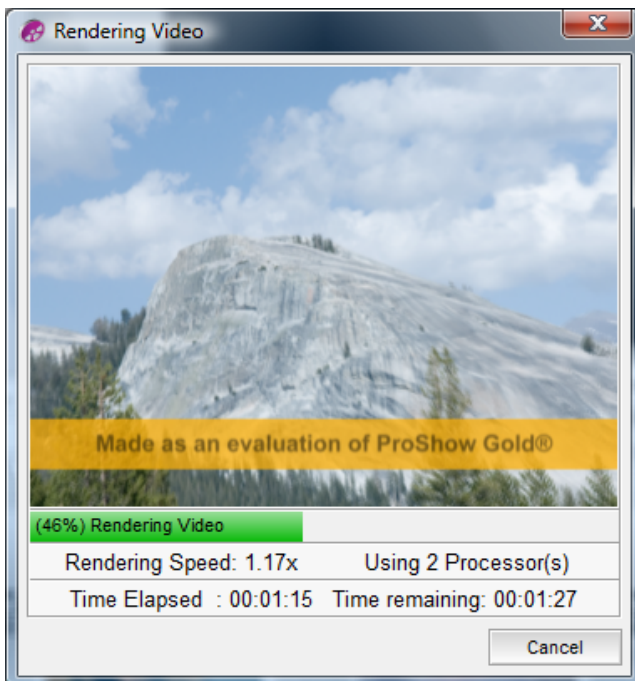 Rendering Video
Made as an evaluation of ProShow Gold®
(46%) Rendering Video
Rendering Speed: 1.17x Using 2 Processor(s)
Time Elapsed : 00:01:15 Time remaining: 00:01:27
Cancel